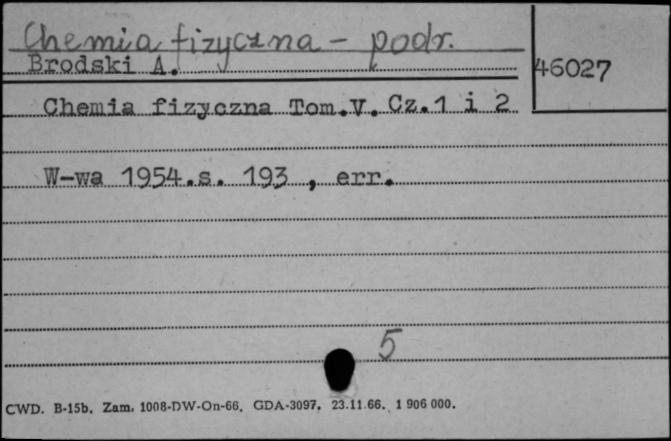 Chemia fizyczna - podr.
Brodski A.
46027
Chemia fizyczna Tom.V. Cz.1 i 2
W-wa 1954.s. 193 , err.
5
CWD. B-15b. Zam. 1008-DW-On-66. GDA-3097. 23.11.66. 1 906 000.